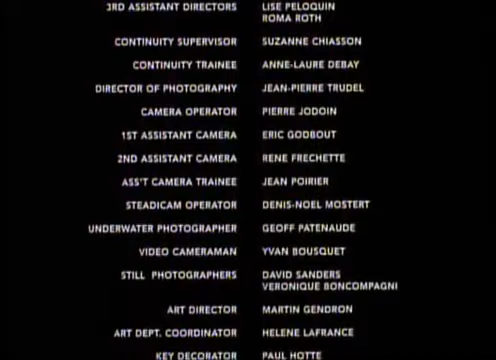 3RD ASSISTANT DIRECTORS LISE PELOQUIN
ROMA ROTH
CONTINUITY SUPERVISOR SUZANNE CHIASSON
CONTINUITY TRAINEE ANNE-LAURE DEBAY
DIRECTOR OF PHOTOGRAPHY JEAN-PIERRE TRUDEL
CAMERA OPERATOR PIERRE JODOIN
1ST ASSISTANT CAMERA ERIC GODBOUT
2ND ASSISTANT CAMERA RENE FRECHETTE
ASS'T CAMERA TRAINEE JEAN POIRIER
STEADICAM OPERATOR DENIS-NOEL MOSTERT
UNDERWATER PHOTOGRAPHER GEOFF PATENAUDE
VIDEO CAMERAMAN YVAN BOUSQUET
STILL PHOTOGRAPHERS DAVID SANDERS
VERONIQUE BONCOMPAGNI
ART DIRECTOR MARTIN GENDRON
ART DEPT. COORDINATOR HELENE LAFRANCE
KEY DECORATOR PAUL HOTTE